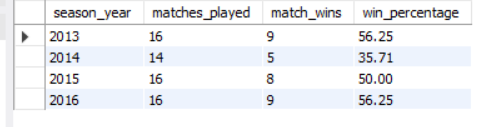 season_year matches_played match_wins win_percentage
2013 16 9 56.25
2014 14 5 35.71
2015 16 8 50.00
2016 16 9 56.25